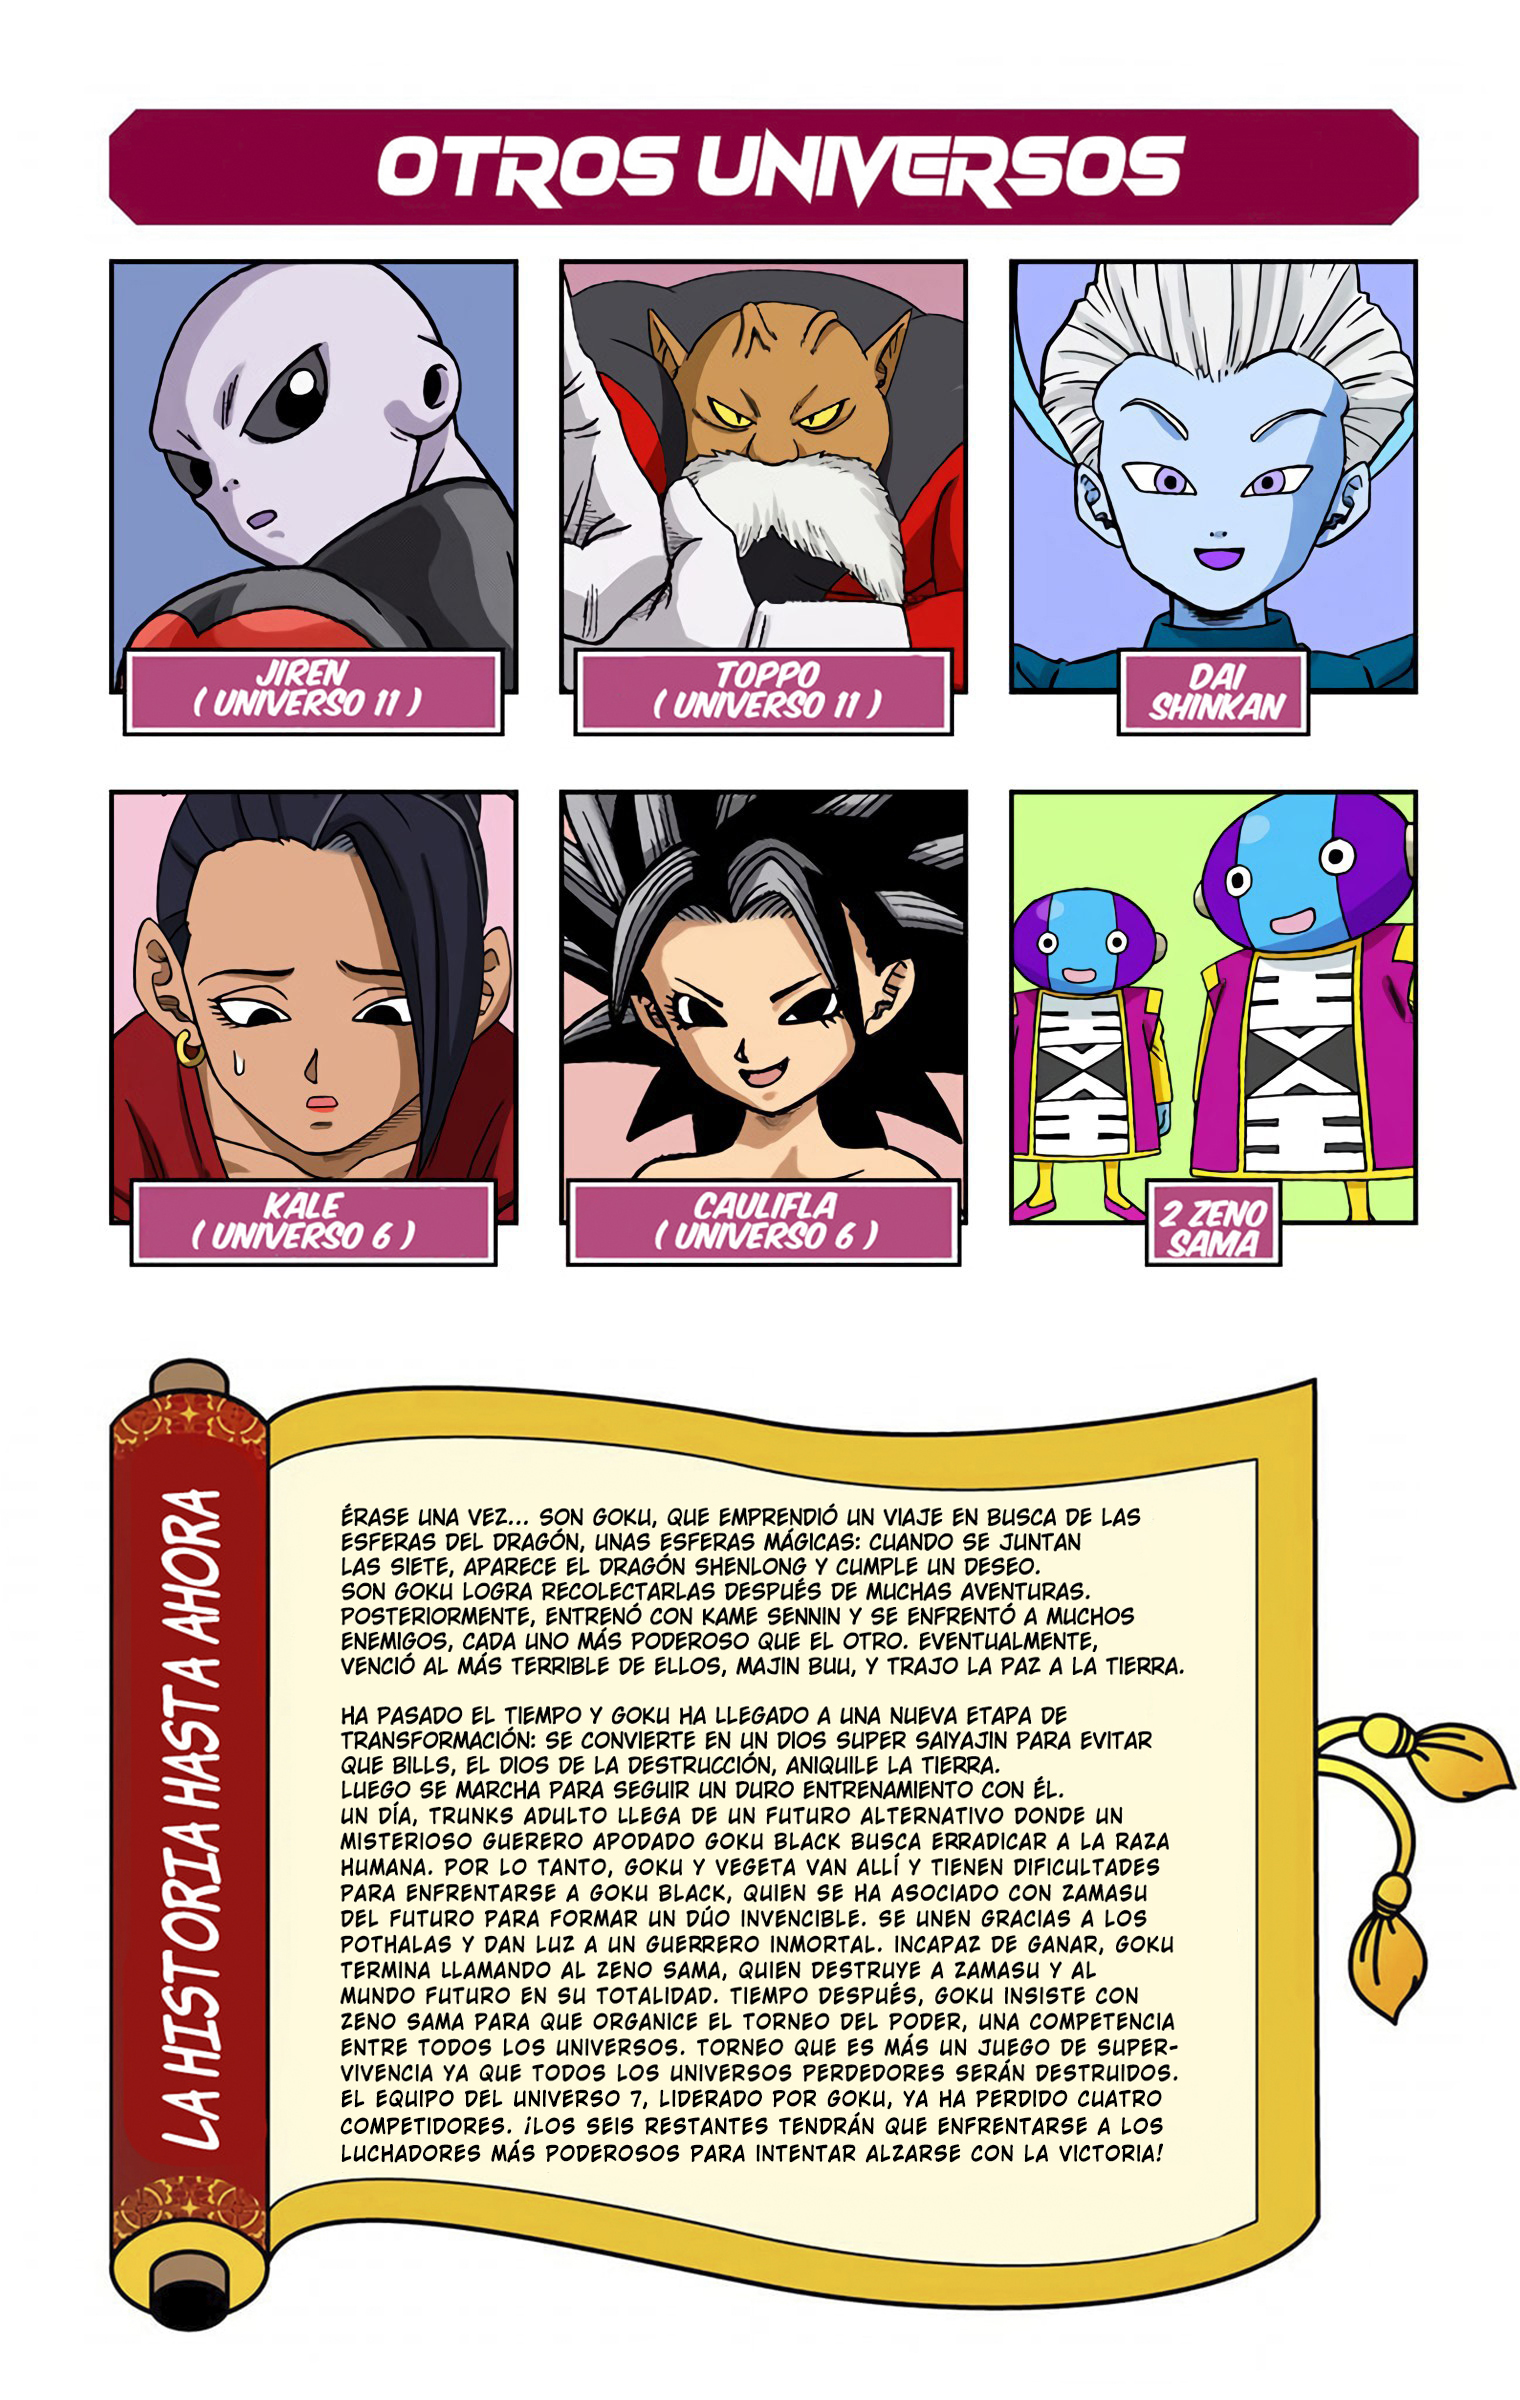 OTROS UNIVERSOS
JIREN
( UNIVERSO 11 )
TOPPO
( UNIVERSO 11 )
DAI
SHINKAN
KALE
( UNIVERSO 6 )
CAULIFLA
( UNIVERSO 6 )
2 ZENO
SAMA
LA HISTORIA HASTA AHORA
ÉRASE UNA VEZ... SON GOKU, QUE EMPRENDIÓ UN VIAJE EN BUSCA DE LAS
ESFERAS DEL DRAGÓN, UNAS ESFERAS MÁGICAS: CUANDO SE JUNTAN
LAS SIETE, APARECE EL DRAGÓN SHENLONG Y CUMPLE UN DESEO.
SON GOKU LOGRA RECOLECTARLAS DESPUÉS DE MUCHAS AVENTURAS.
POSTERIORMENTE, ENTRENÓ CON KAME SENNIN Y SE ENFRENTÓ A MUCHOS
ENEMIGOS, CADA UNO MÁS PODEROSO QUE EL OTRO. EVENTUALMENTE,
VENCIÓ AL MÁS TERRIBLE DE ELLOS, MAJIN BUU, Y TRAJO LA PAZ A LA TIERRA.
HA PASADO EL TIEMPO Y GOKU HA LLEGADO A UNA NUEVA ETAPA DE
TRANSFORMACIÓN: SE CONVIERTE EN UN DIOS SUPER SAIYAJIN PARA EVITAR
QUE BILLS, EL DIOS DE LA DESTRUCCIÓN, ANIQUILE LA TIERRA.
LUEGO SE MARCHA PARA SEGUIR UN DURO ENTRENAMIENTO CON ÉL.
UN DÍA, TRUNKS ADULTO LLEGA DE UN FUTURO ALTERNATIVO DONDE UN
MISTERIOSO GUERERO APODADO GOKU BLACK BUSCA ERRADICAR A LA RAZA
HUMANA. POR LO TANTO, GOKU Y VEGETA VAN ALLÍ Y TIENEN DIFICULTADES
PARA ENFRENTARSE A GOKU BLACK, QUIEN SE HA ASOCIADO CON ZAMASU
DEL FUTURO PARA FORMAR UN DÚO INVENCIBLE. SE UNEN GRACIAS A LOS
POTHALAS Y DAN LUZ A UN GUERRERO INMORTAL. INCAPAZ DE GANAR, GOKU
TERMINA LLAMANDO AL ZENO SAMA, QUIEN DESTRUYE A ZAMASU Y AL
MUNDO FUTURO EN SU TOTALIDAD. TIEMPO DESPUÉS, GOKU INSISTE CON
ZENO SAMA PARA QUE ORGANICE EL TORNEO DEL PODER, UNA COMPETENCIA
ENTRE TODOS LOS UNIVERSOS. TORNEO QUE ES MÁS UN JUEGO DE SUPER-
VIVENCIA YA QUE TODOS LOS UNIVERSOS PERDEDORES SERÁN DESTRUIDOS.
EL EQUIPO DEL UNIVERSO 7, LIDERADO POR GOKU, YA HA PERDIDO CUATRO
COMPETIDORES. ¡LOS SEIS RESTANTES TENDRÁN QUE ENFRENTARSE A LOS
LUCHADORES MÁS PODEROSOS PARA INTENTAR ALZARSE CON LA VICTORIA!